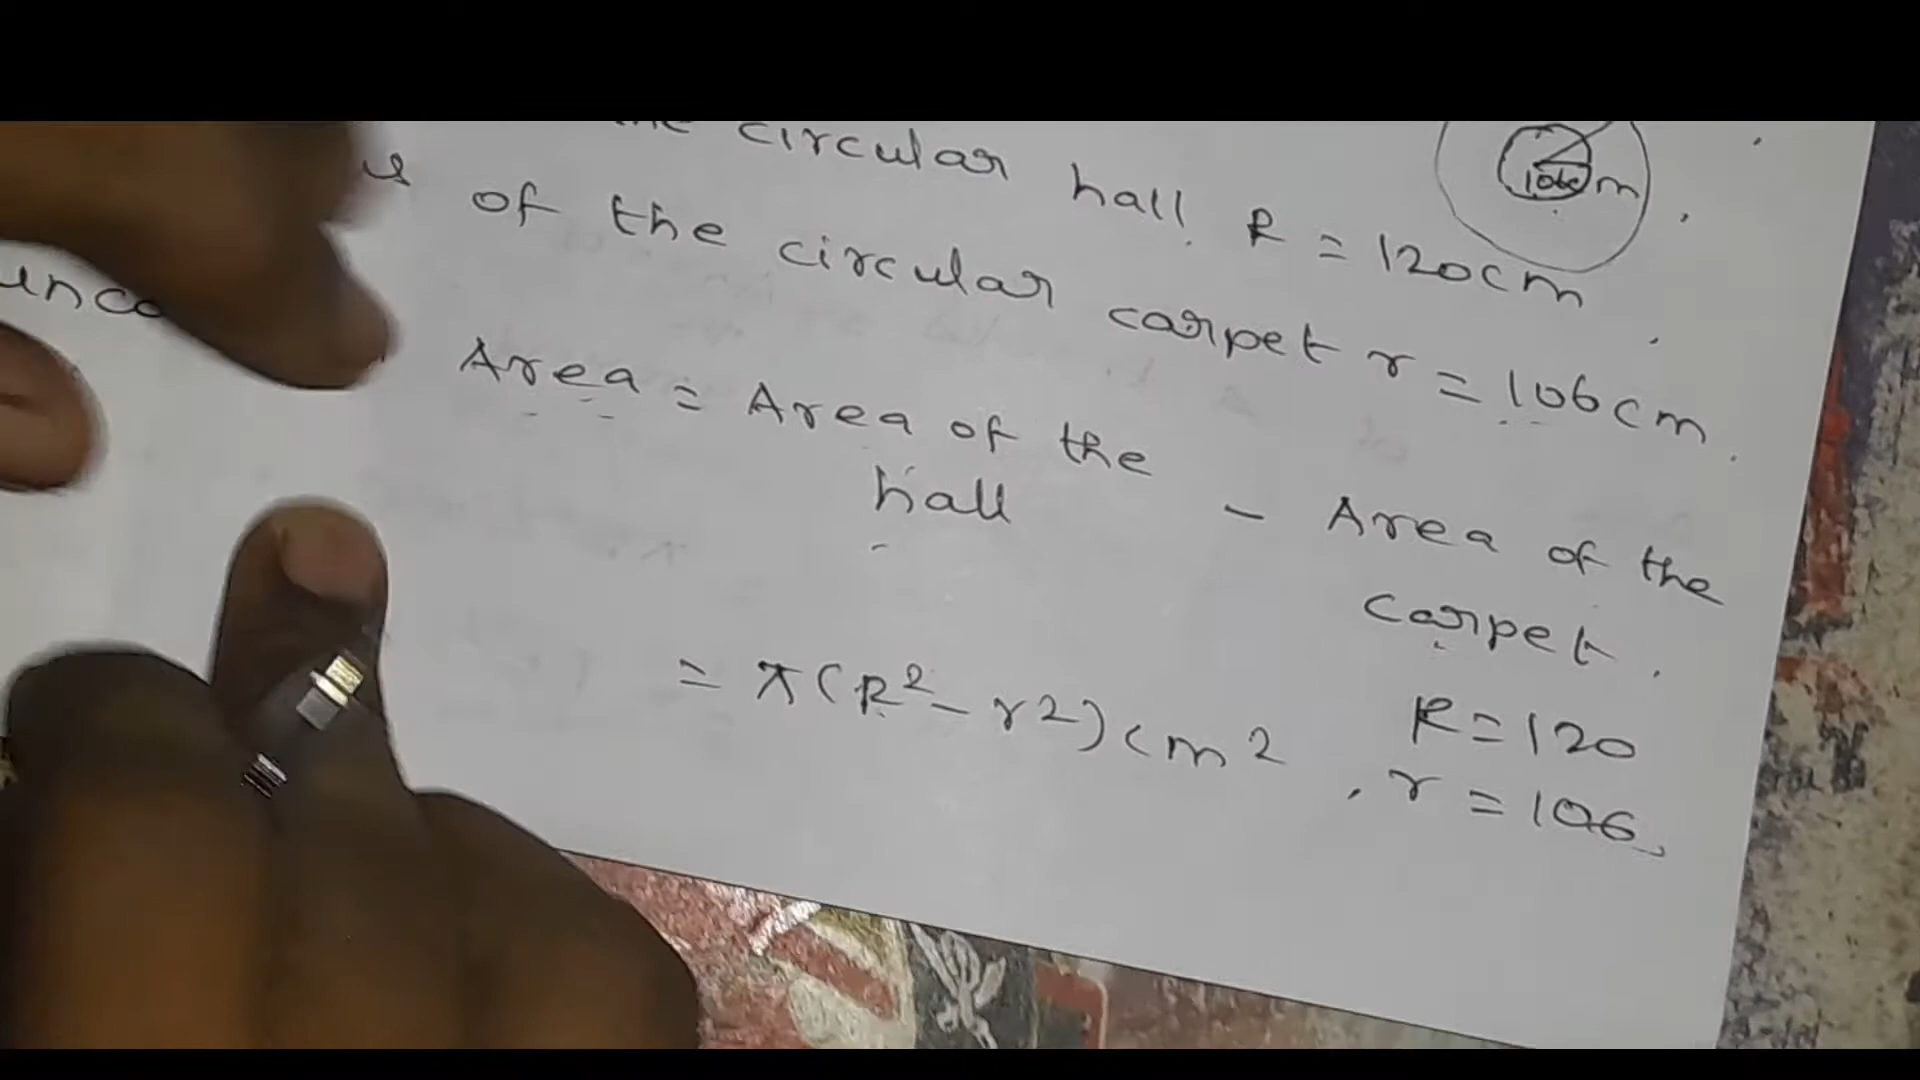 circular hall R = 120cm
of the circular carpet r = 106cm.
Area = Area of the hall - Area of the carpet.
= π(R²-r²)cm²
R=120
, r=106
106cm